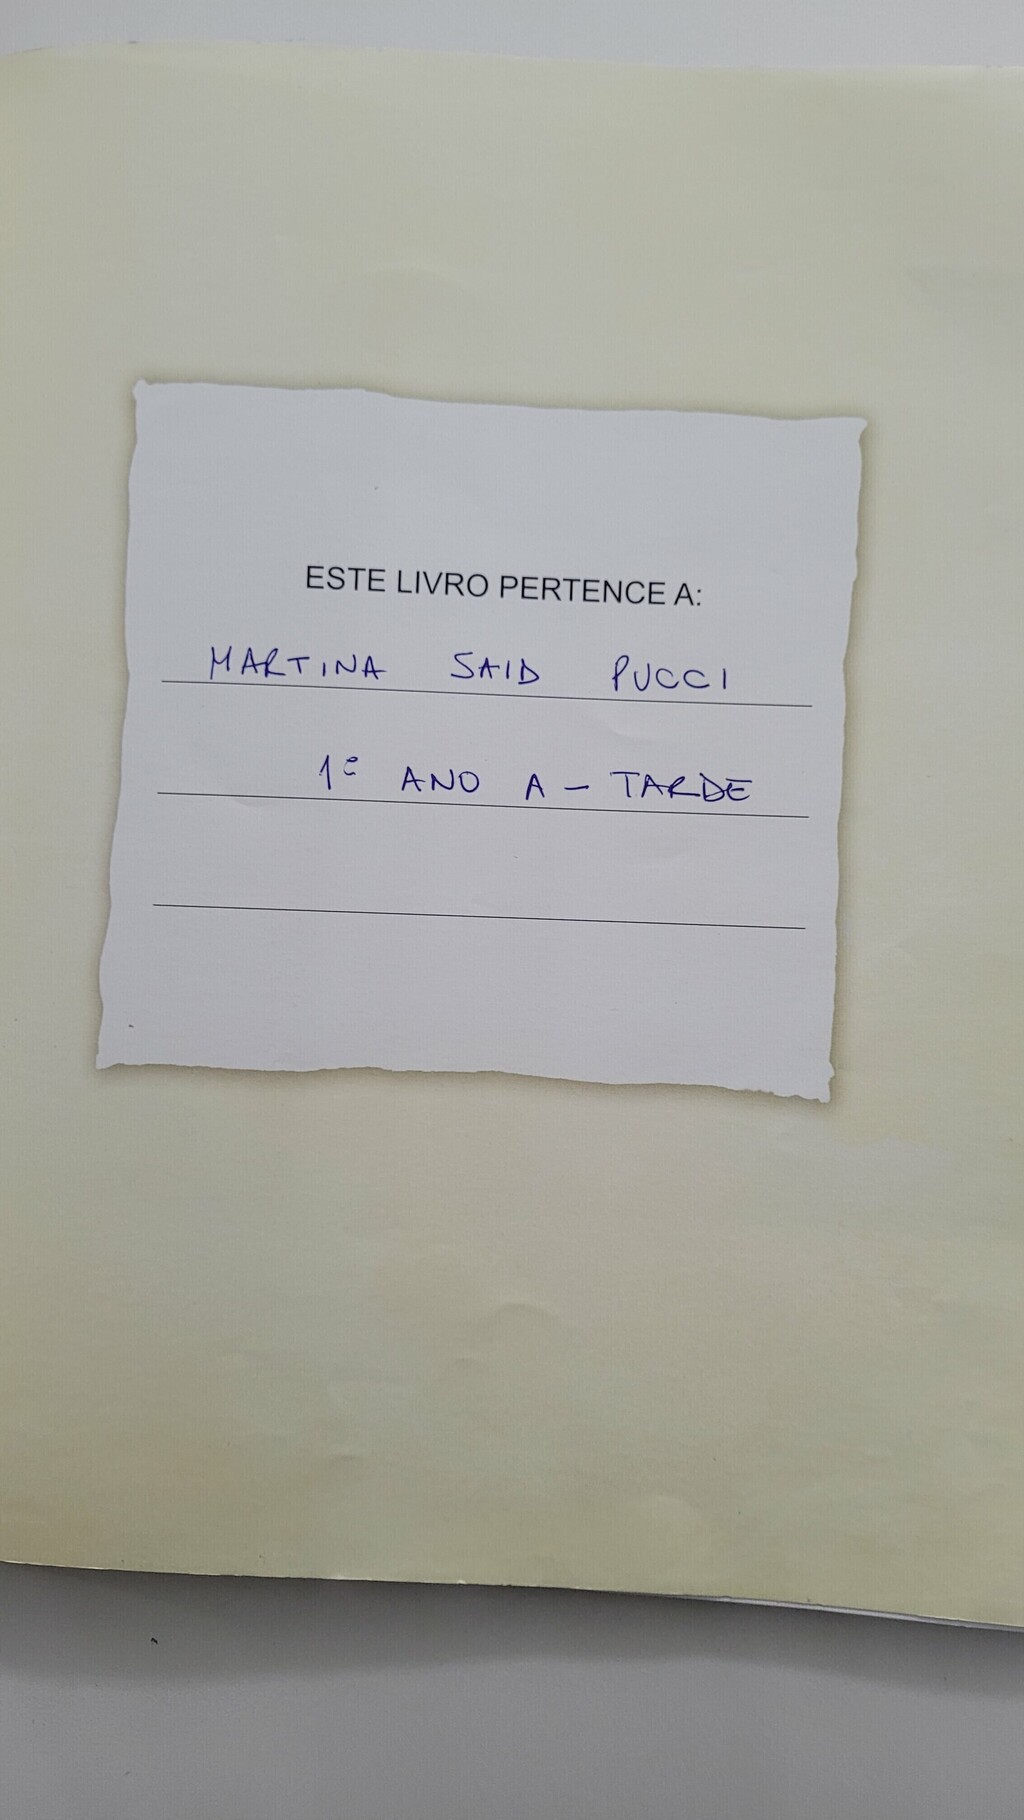 ESTE LIVRO PERTENCE A:
MARTINA SAID PUCCI
1º ANO A - TARDE